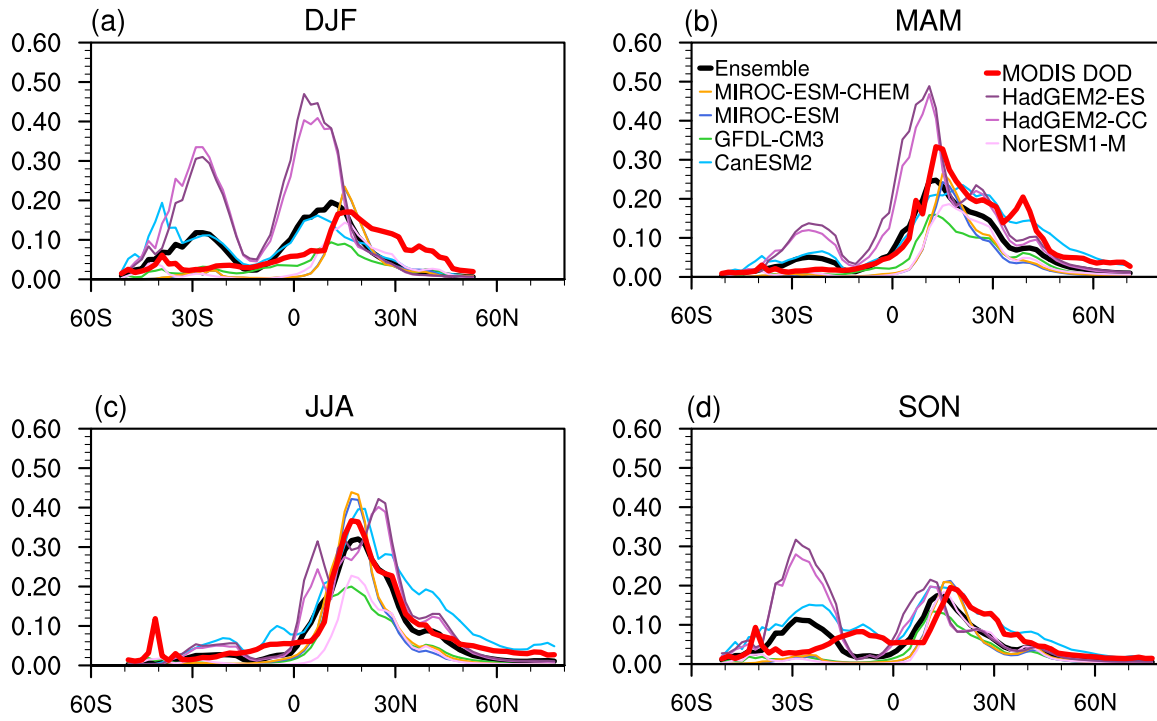 (a) DJF
0.60
0.50
0.40
0.30
0.20
0.10
0.00
60S 30S 0 30N 60N
(b) MAM
0.60
0.50
0.40
0.30
0.20
0.10
0.00
Ensemble
MIROC-ESM-CHEM
MIROC-ESM
GFDL-CM3
CanESM2
MODIS DOD
HadGEM2-ES
HadGEM2-CC
NorESM1-M
60S 30S 0 30N 60N
(c) JJA
0.60
0.50
0.40
0.30
0.20
0.10
0.00
60S 30S 0 30N 60N
(d) SON
0.60
0.50
0.40
0.30
0.20
0.10
0.00
60S 30S 0 30N 60N